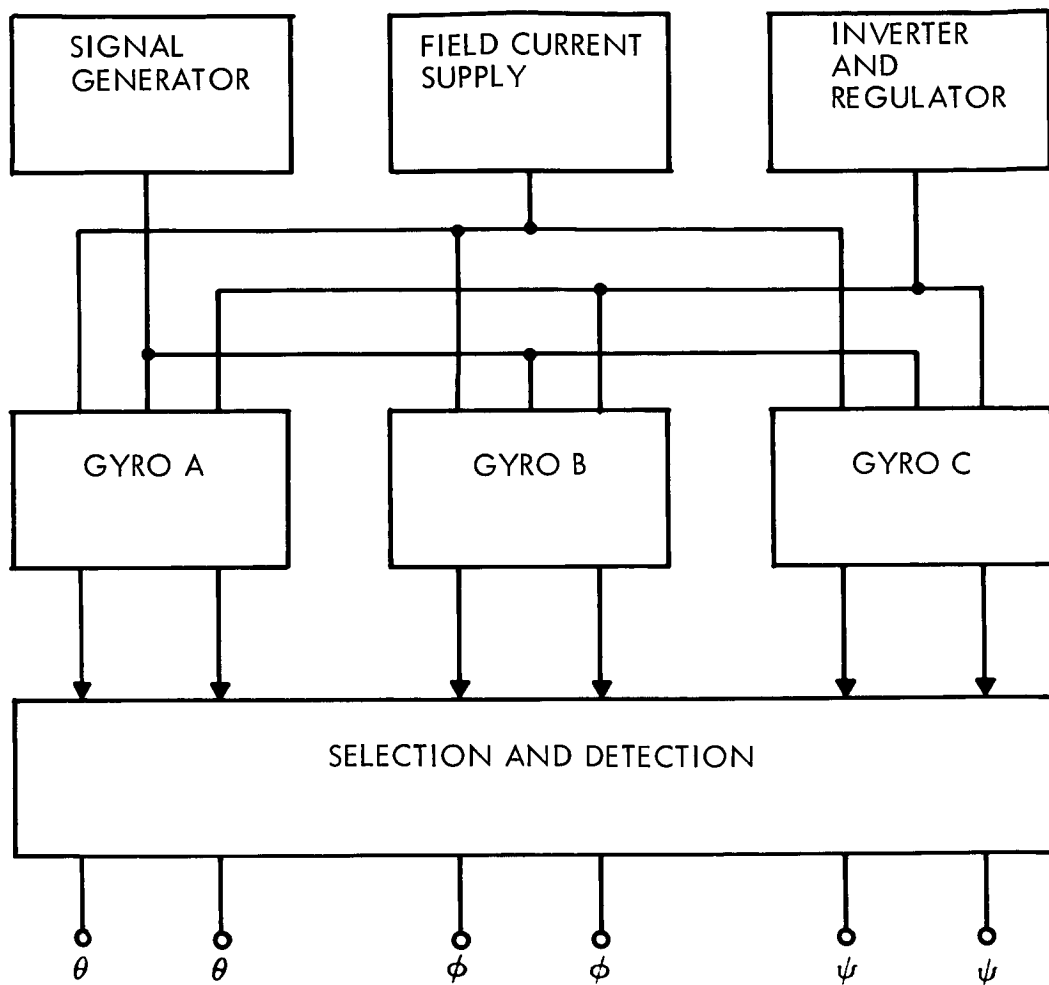 SIGNAL
GENERATOR
FIELD CURRENT
SUPPLY
INVERTER
AND
REGULATOR
GYRO A
GYRO B
GYRO C
SELECTION AND DETECTION
θ
θ
ϕ
ϕ
ψ
ψ